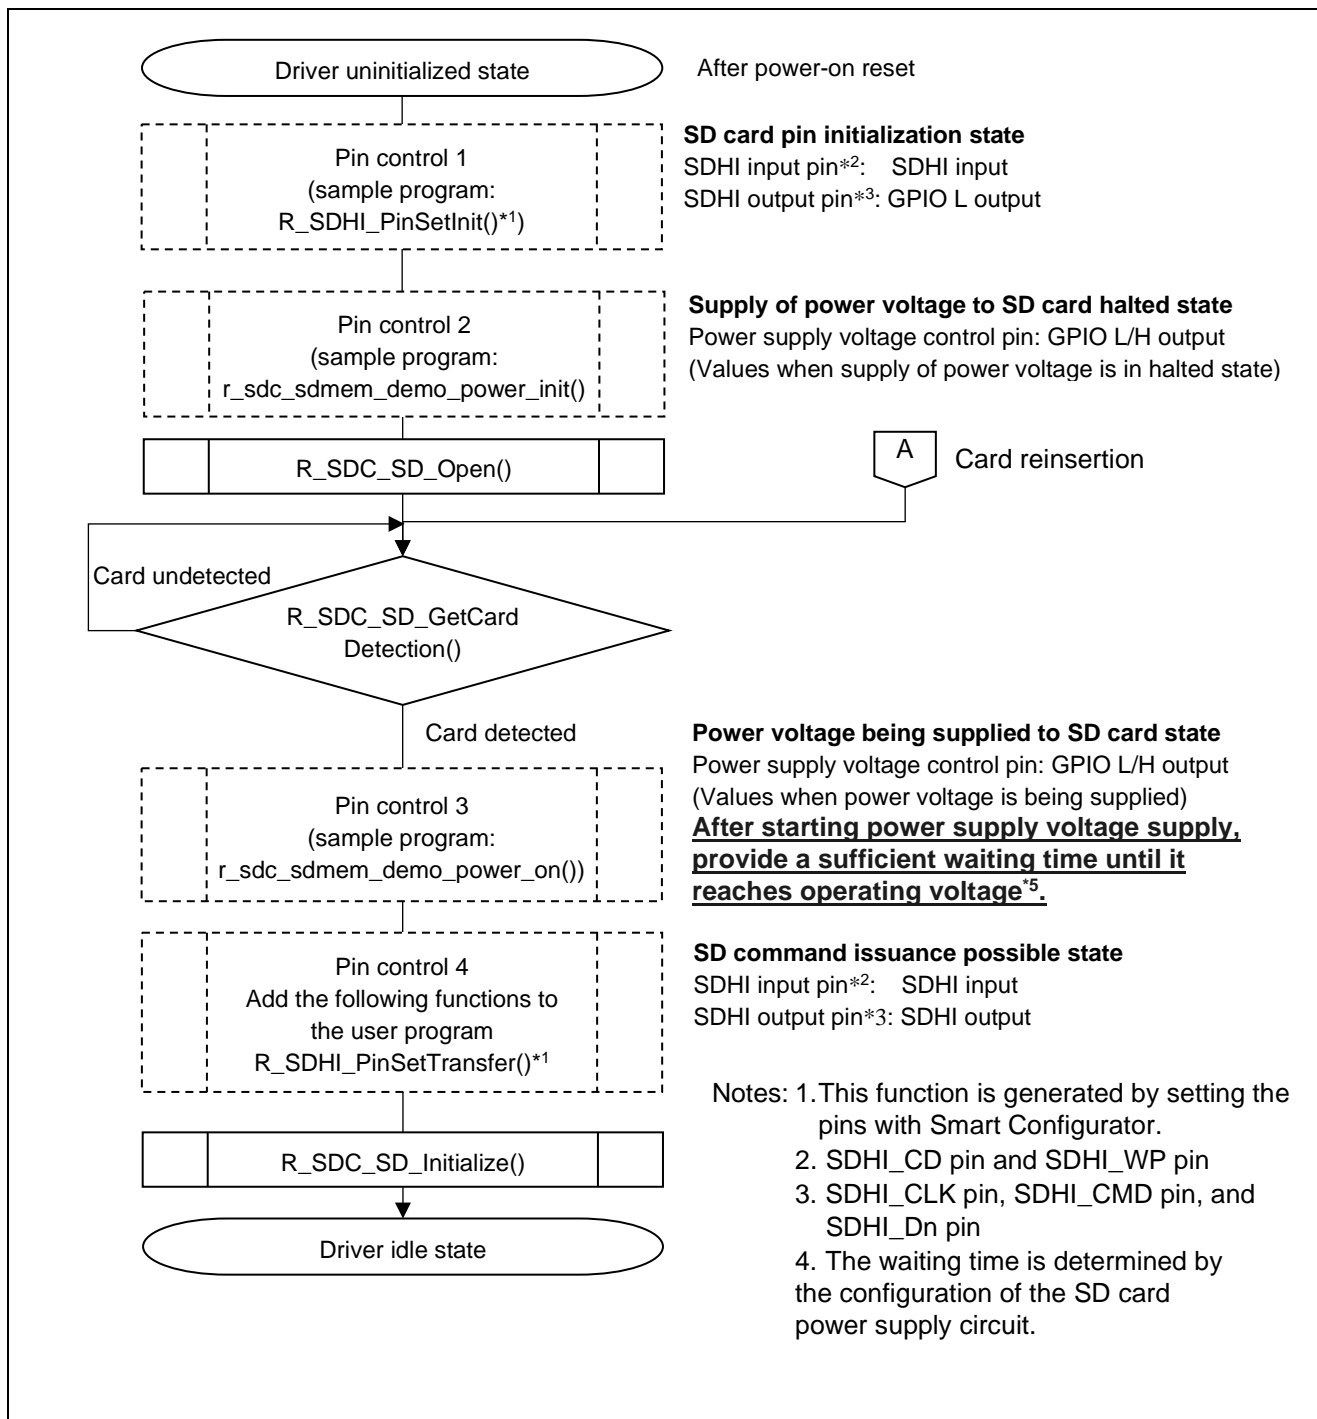 Driver uninitialized state
After power-on reset
Pin control 1
(sample program:
R_SDHI_PinSetInit()*1)
SD card pin initialization state
SDHI input pin*2: SDHI input
SDHI output pin*3: GPIO L output
Pin control 2
(sample program:
r_sdc_sdmem_demo_power_init()
Supply of power voltage to SD card halted state
Power supply voltage control pin: GPIO L/H output
(Values when supply of power voltage is in halted state)
R_SDC_SD_Open()
A
Card reinsertion
Card undetected
R_SDC_SD_GetCard
Detection()
Card detected
Pin control 3
(sample program:
r_sdc_sdmem_demo_power_on())
Power voltage being supplied to SD card state
Power supply voltage control pin: GPIO L/H output
(Values when power voltage is being supplied)
After starting power supply voltage supply,
provide a sufficient waiting time until it
reaches operating voltage*5.
Pin control 4
Add the following functions to
the user program
R_SDHI_PinSetTransfer()*1
SD command issuance possible state
SDHI input pin*2: SDHI input
SDHI output pin*3: SDHI output
R_SDC_SD_Initialize()
Driver idle state
Notes: 1.This function is generated by setting the
pins with Smart Configurator.
2. SDHI_CD pin and SDHI_WP pin
3. SDHI_CLK pin, SDHI_CMD pin, and
SDHI_Dn pin
4. The waiting time is determined by
the configuration of the SD card
power supply circuit.